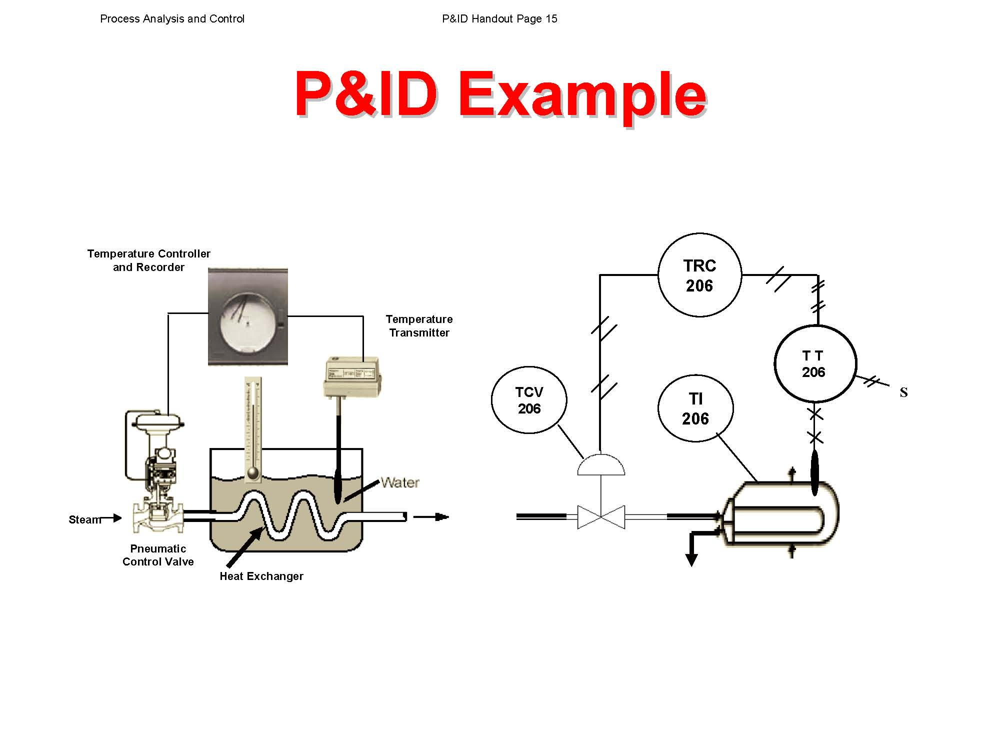 Process Analysis and Control
P&ID Handout Page 15
P&ID Example
Temperature Controller
and Recorder
Temperature
Transmitter
Water
Steam
Pneumatic
Control Valve
Heat Exchanger
TRC
206
T T
206
S
TCV
206
TI
206